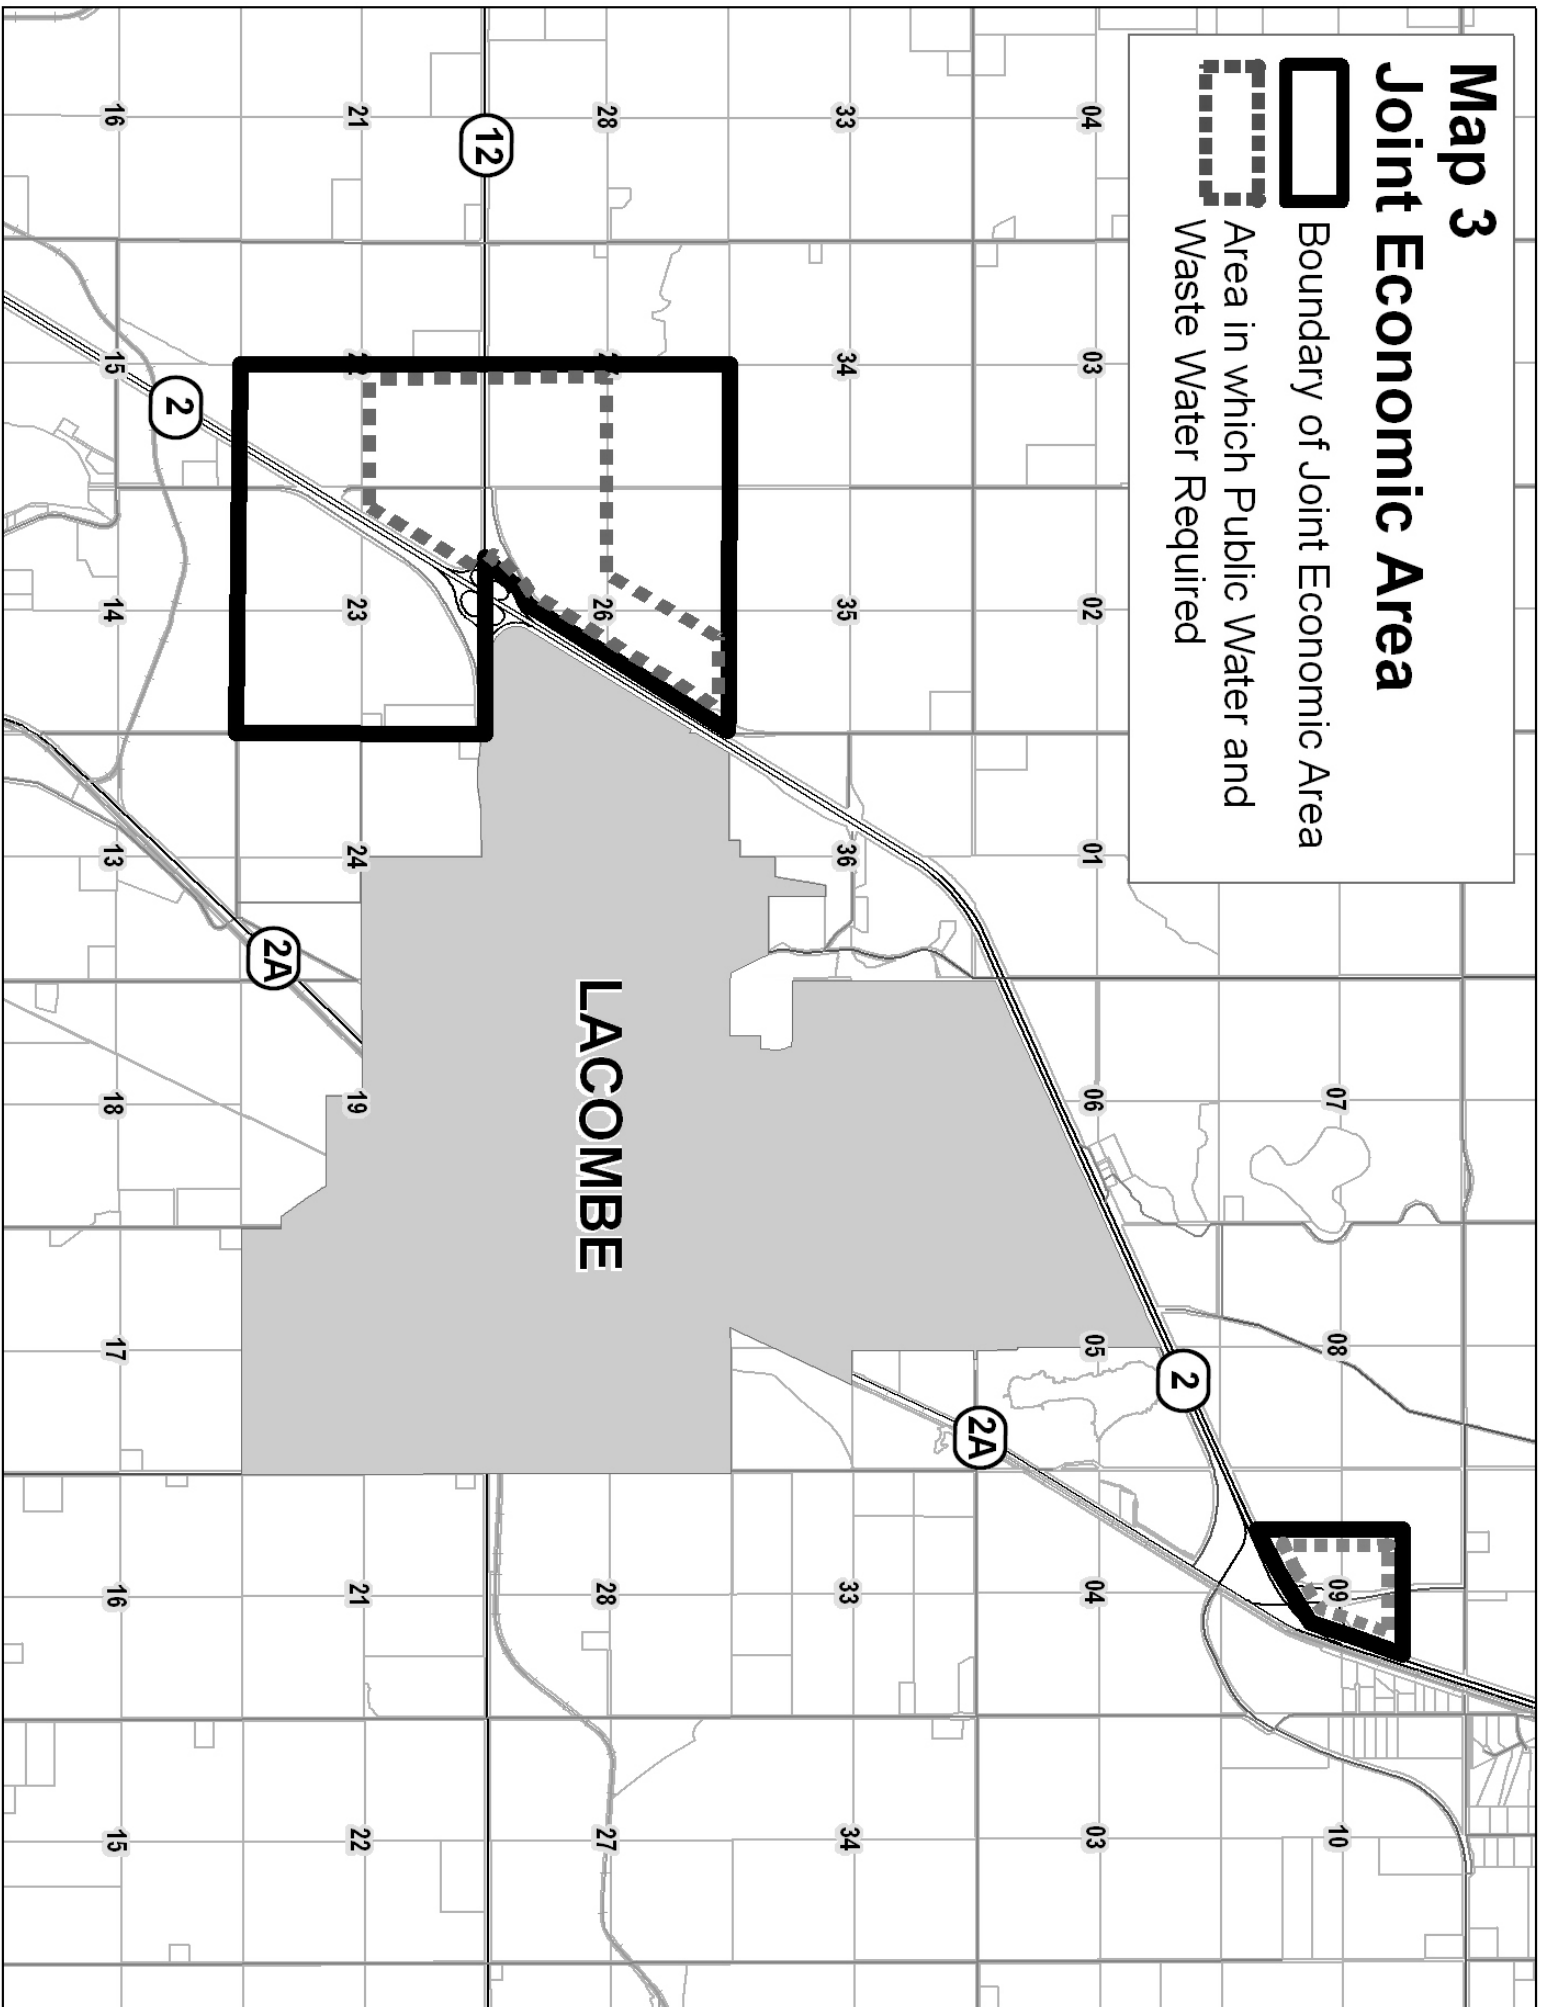 Map 3
Joint Economic Area
Boundary of Joint Economic Area
Area in which Public Water and
Waste Water Required
07 08 09 10
2
04 03 02 01 06 05 04 03
2A
33 34 35 36 33 34
28 26 28 27
LACOMBE
12
21 23 24 19 21 22
2A
2
16 15 14 13 18 17 16 15